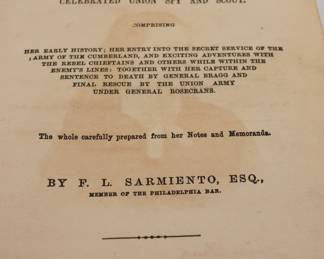 CELEBRATED UNION SPY AND SCOUT.
COMPRISING
HER EARLY HISTORY; HER ENTRY INTO THE SECRET SERVICE OF THE
ARMY OF THE CUMBERLAND, AND EXCITING ADVENTURES WITH
THE REBEL CHIEFTAINS AND OTHERS WHILE WITHIN THE
ENEMY'S LINES: TOGETHER WITH HER CAPTURE AND
SENTENCE TO DEATH BY GENERAL BRAGG AND
FINAL RESCUE BY THE UNION ARMY
UNDER GENERAL ROSECRANS.
The whole carefully prepared from her Notes and Memoranda.
BY F. L. SARMIENTO, ESQ.,
MEMBER OF THE PHILADELPHIA BAR.